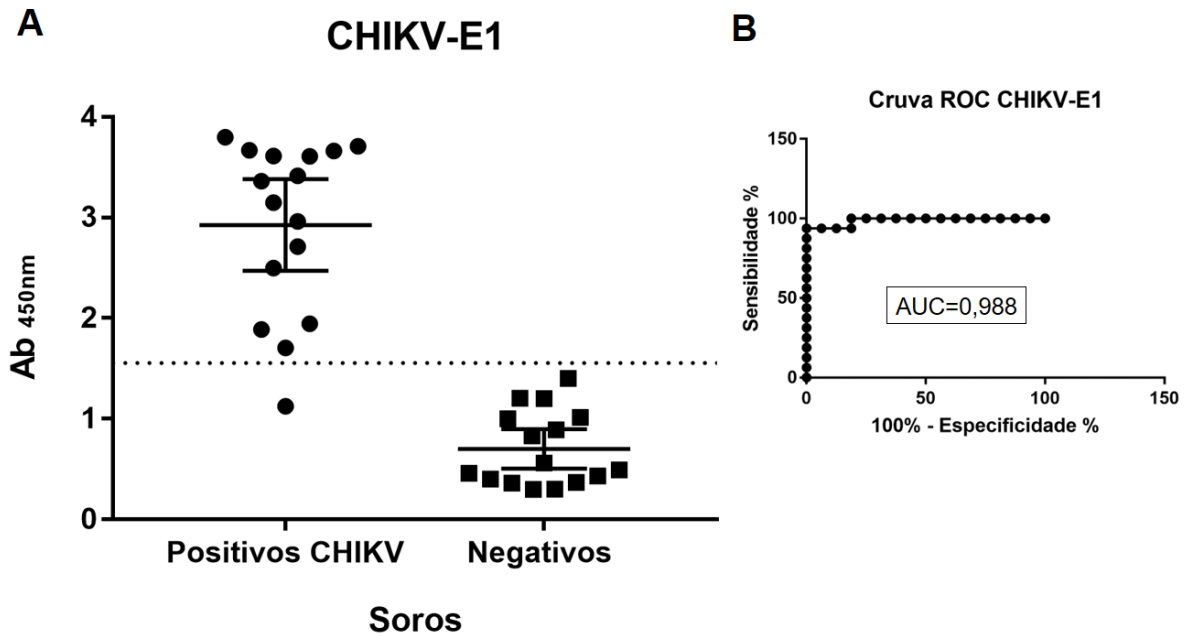 A
CHIKV-E1
4
3
2
1
0
Ab 450nm
Positivos CHIKV
Negativos
Soros
B
Cruva ROC CHIKV-E1
150
100
50
0
Sensibilidade %
AUC=0,988
0
50
100
150
100% - Especificidade %